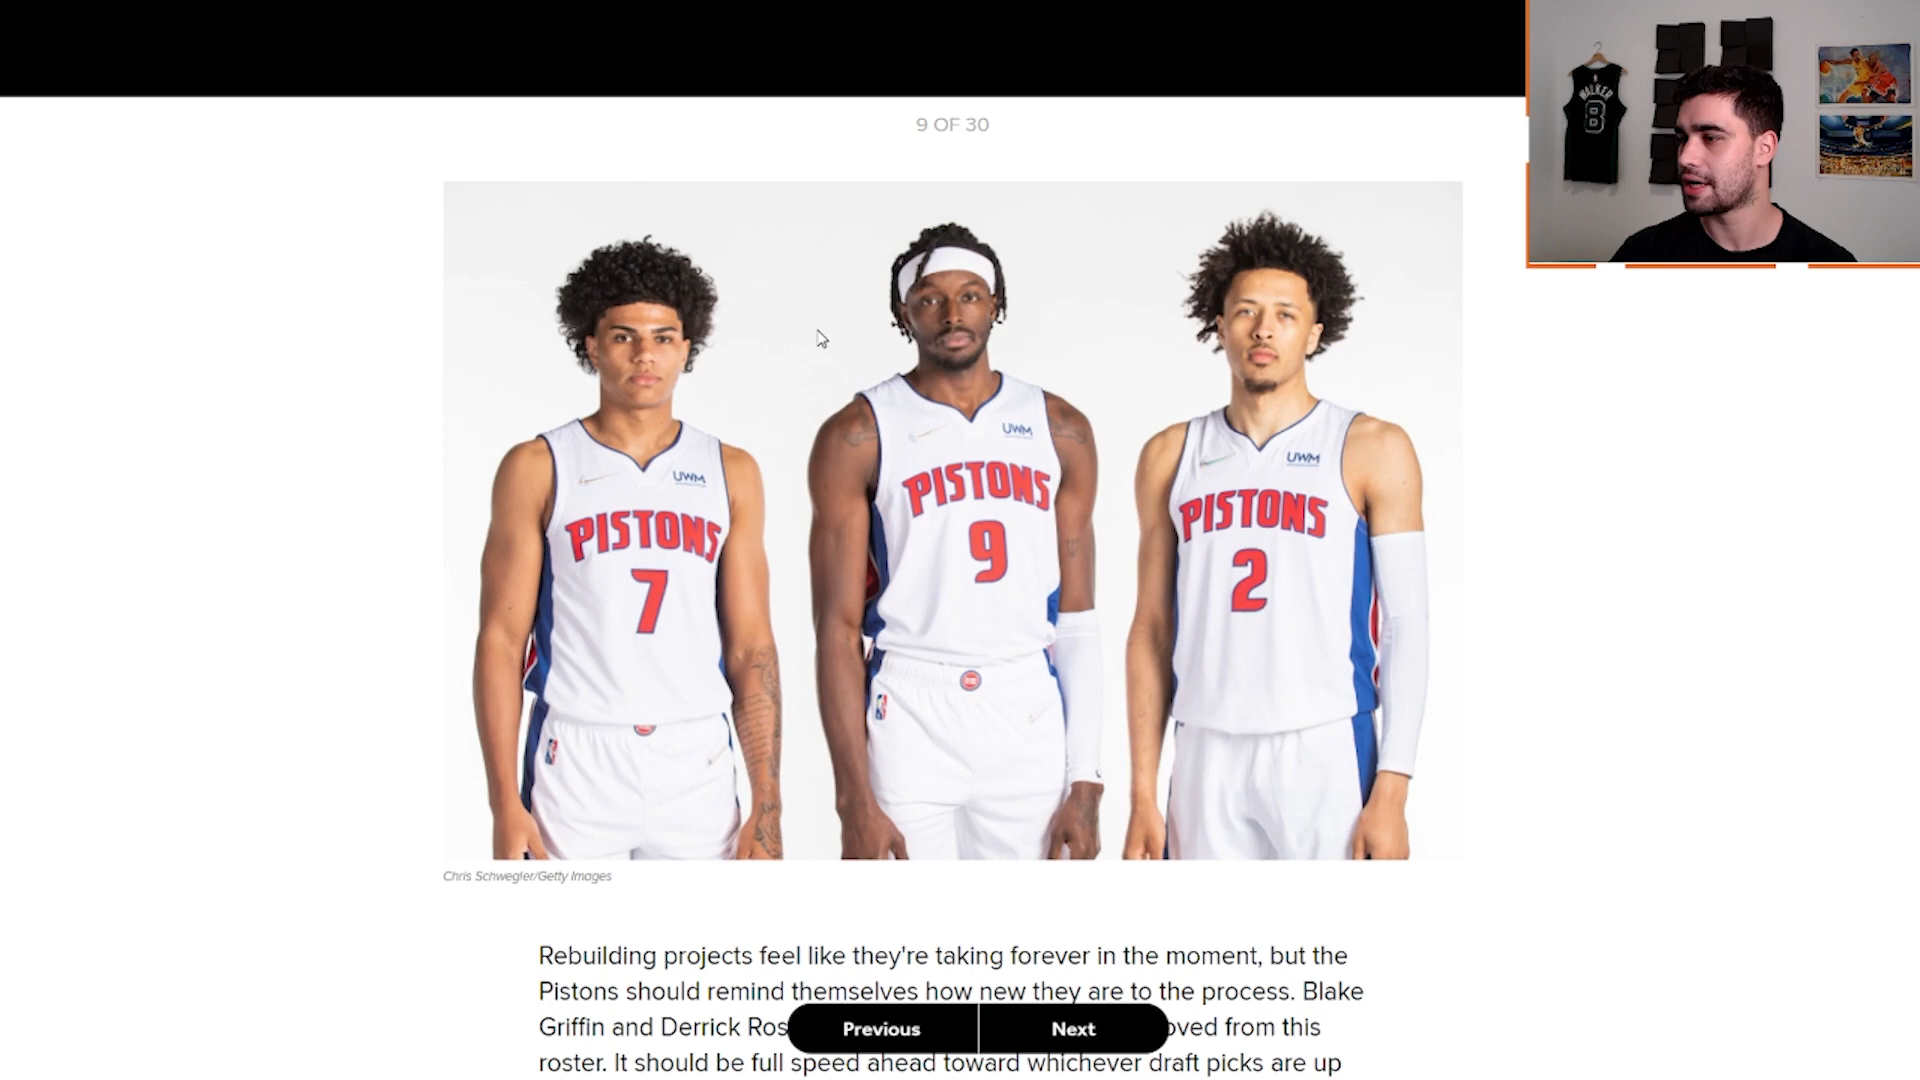 9 OF 30
WALKER
8
UWM
PISTONS
7
UWM
PISTONS
9
UWM
PISTONS
2
Chris Schwegler/Getty Images
Rebuilding projects feel like they're taking forever in the moment, but the
Pistons should remind themselves how new they are to the process. Blake
Griffin and Derrick
from this
roster. It should be full speed ahead toward whichever draft picks are up
Previous
Next